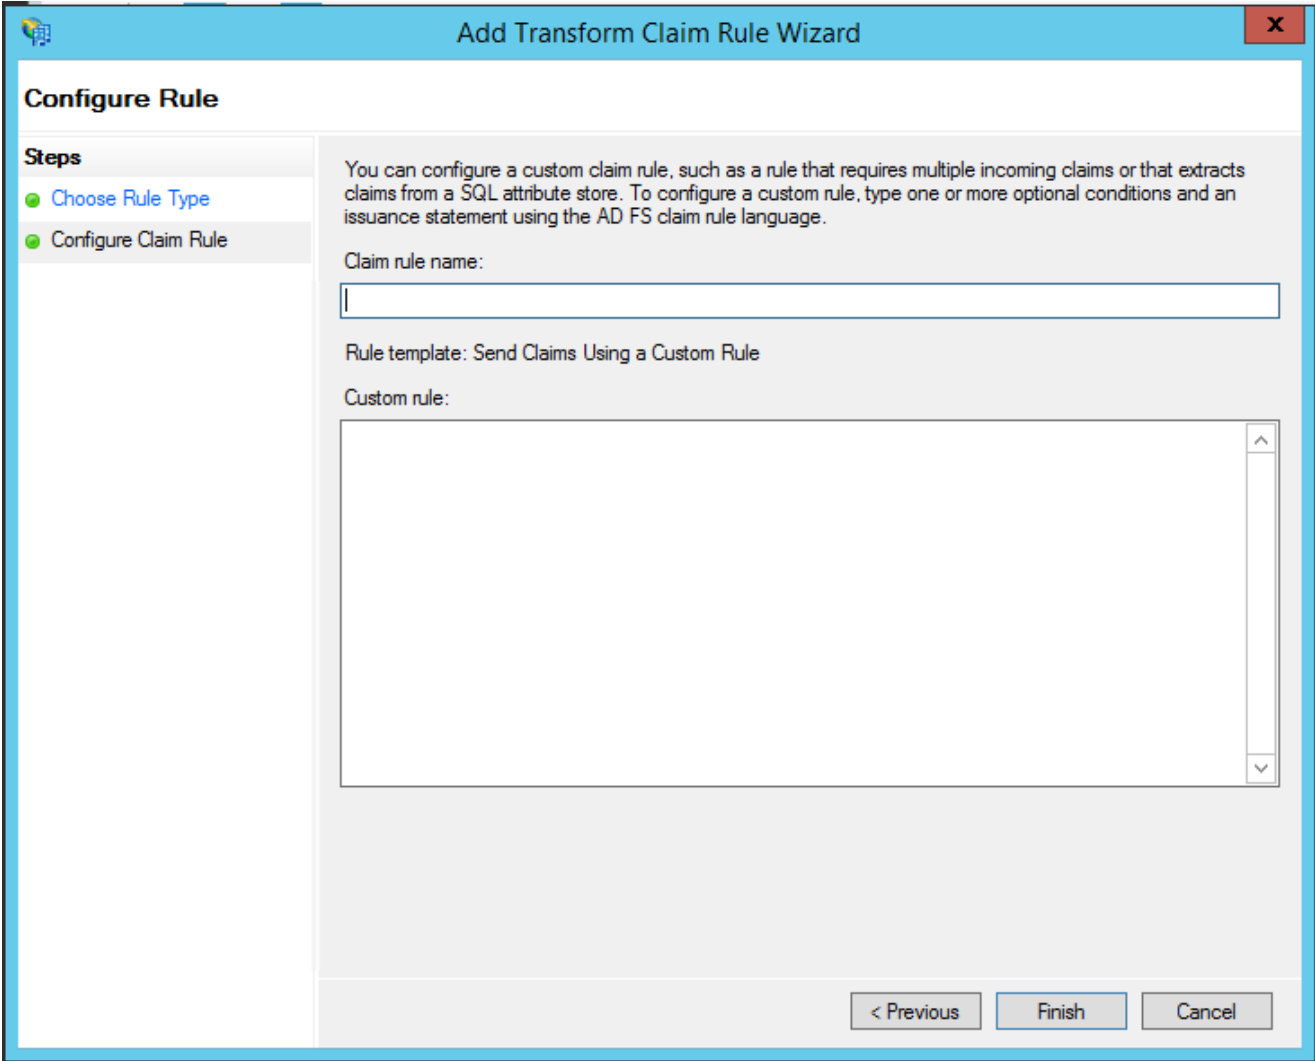 Add Transform Claim Rule Wizard
x
Configure Rule
Steps
Choose Rule Type
Configure Claim Rule
You can configure a custom claim rule, such as a rule that requires multiple incoming claims or that extracts
claims from a SQL attribute store. To configure a custom rule, type one or more optional conditions and an
issuance statement using the AD FS claim rule language.
Claim rule name:
Rule template: Send Claims Using a Custom Rule
Custom rule:
< Previous
Finish
Cancel